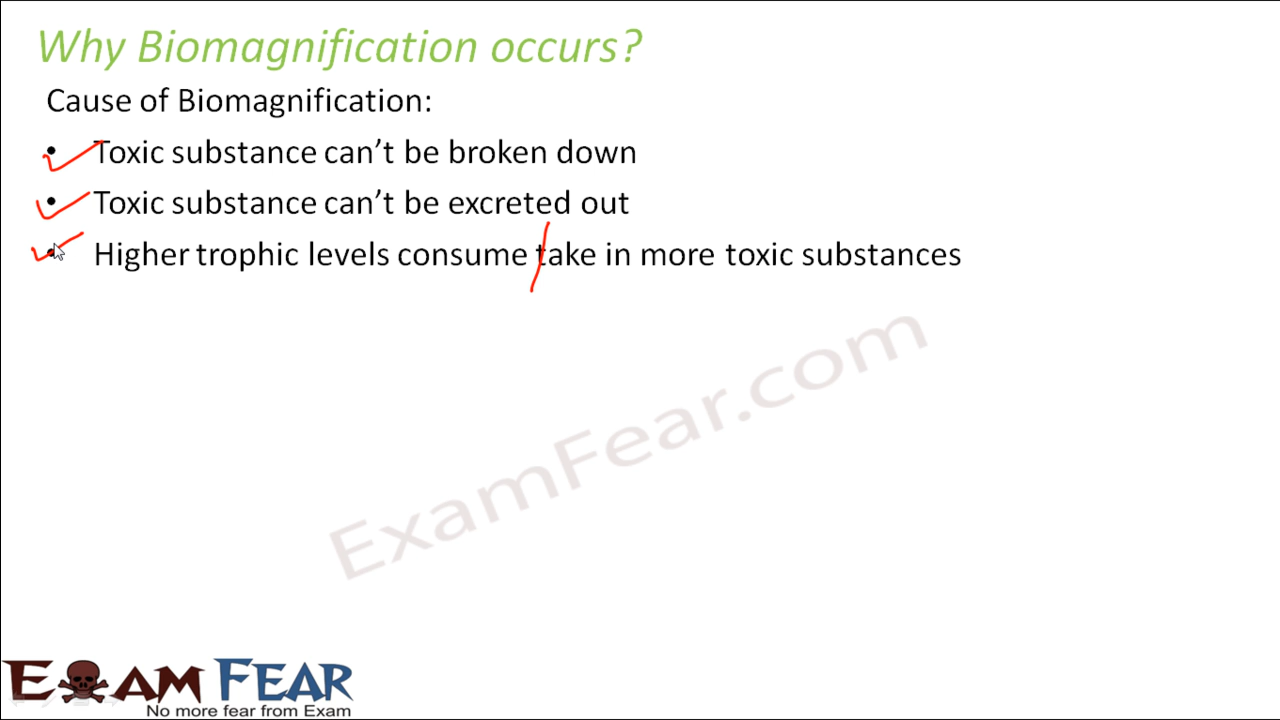 Why Biomagnification occurs?
Cause of Biomagnification:
• Toxic substance can't be broken down
• Toxic substance can't be excreted out
• Higher trophic levels consume take in more toxic substances
ExamFear.com
EXAM FEAR
No more fear from Exam